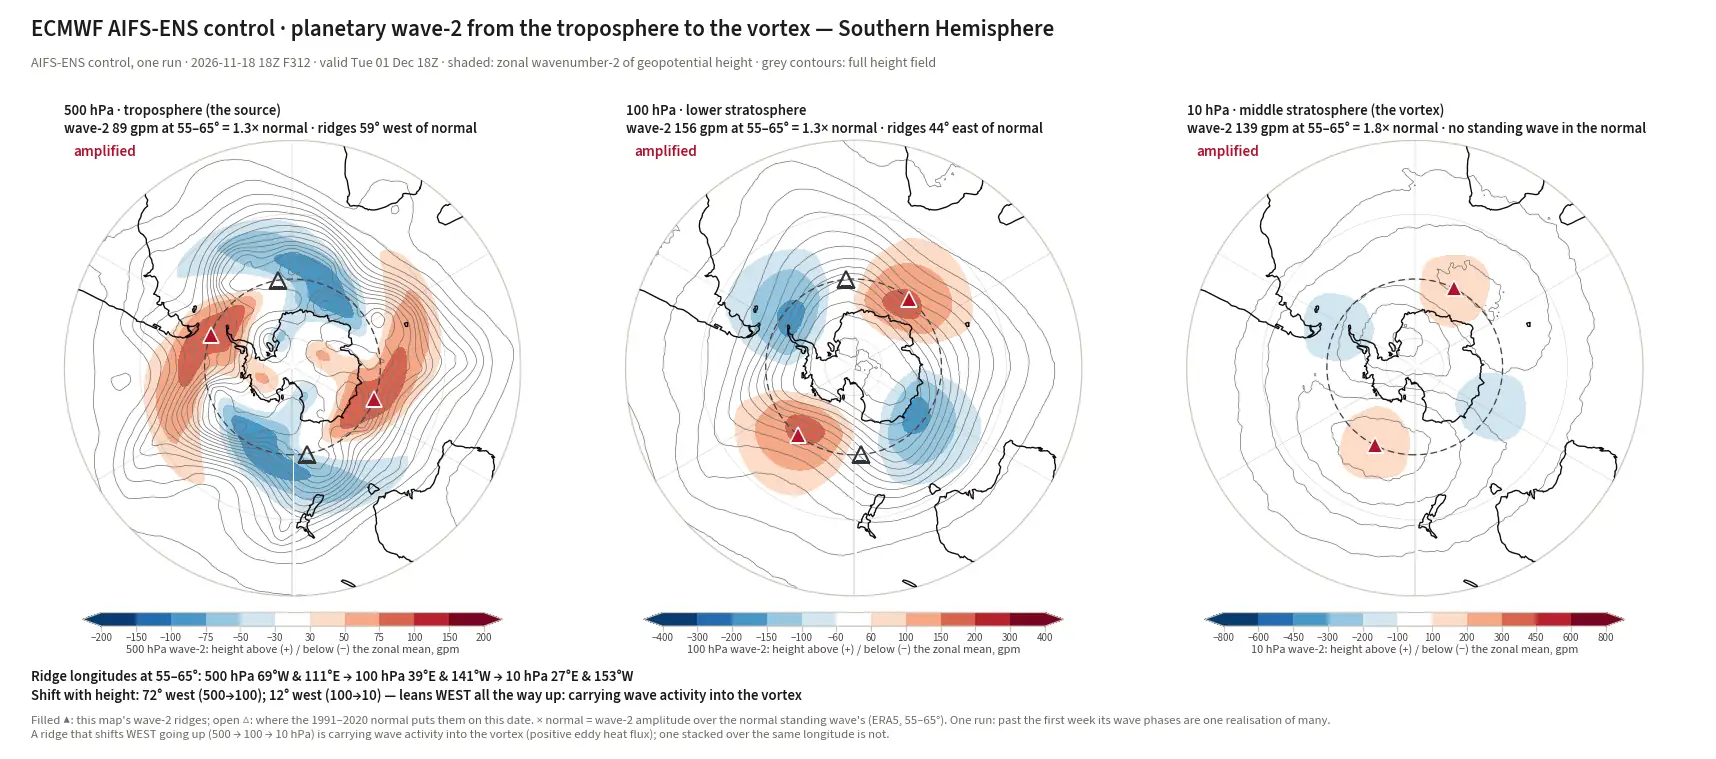 ECMWF AIFS-ENS control · planetary wave-2 from the troposphere to the vortex — Southern Hemisphere
AIFS-ENS control, one run · 2026-11-18 18Z F312 · valid Tue 01 Dec 18Z · shaded: zonal wavenumber-2 of geopotential height · grey contours: full height field
500 hPa · troposphere (the source)
wave-2 89 gpm at 55–65° = 1.3× normal · ridges 59° west of normal
amplified
100 hPa · lower stratosphere
wave-2 156 gpm at 55–65° = 1.3× normal · ridges 44° east of normal
amplified
10 hPa · middle stratosphere (the vortex)
wave-2 139 gpm at 55–65° = 1.8× normal · no standing wave in the normal
amplified
−200 −150 −100 −75 −50 −30 30 50 75 100 150 200
500 hPa wave-2: height above (+) / below (−) the zonal mean, gpm
−400 −300 −200 −150 −100 −60 60 100 150 200 300 400
100 hPa wave-2: height above (+) / below (−) the zonal mean, gpm
−800 −600 −450 −300 −200 −100 100 200 300 450 600 800
10 hPa wave-2: height above (+) / below (−) the zonal mean, gpm
Ridge longitudes at 55–65°: 500 hPa 69°W & 111°E → 100 hPa 39°E & 141°W → 10 hPa 27°E & 153°W
Shift with height: 72° west (500→100); 12° west (100→10) — leans WEST all the way up: carrying wave activity into the vortex
Filled ▲: this map's wave-2 ridges; open △: where the 1991–2020 normal puts them on this date. × normal = wave-2 amplitude over the normal standing wave's (ERA5, 55–65°). One run: past the first week its wave phases are one realisation of many.
A ridge that shifts WEST going up (500 → 100 → 10 hPa) is carrying wave activity into the vortex (positive eddy heat flux); one stacked over the same longitude is not.